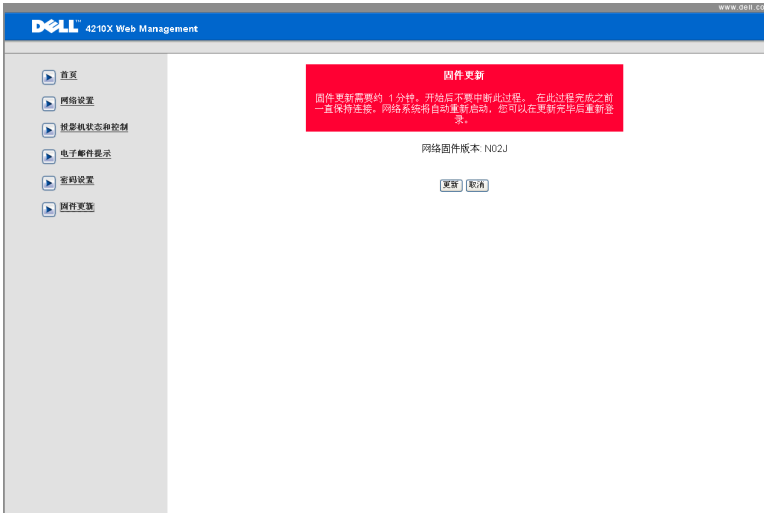 www.dell.co
DELL™ 4210X Web Management
首页
网络设置
投影机状态和控制
电子邮件提示
密码设置
固件更新
固件更新
固件更新需要约 1分钟。开始后不要中断此过程。 在此过程完成之前
一直保持连接。网络系统将自动重新启动，您可以在更新完毕后重新登
录。
网络固件版本: N02J
更新 取消